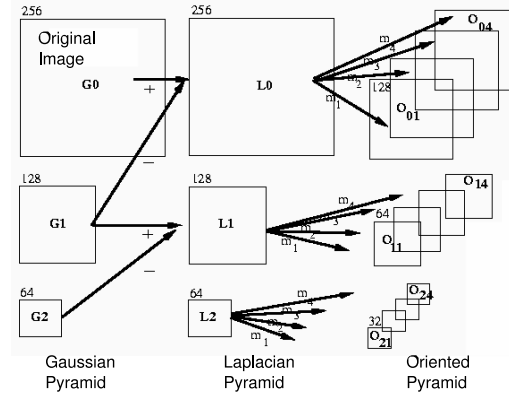 256
Original
Image
G0
+
−
256
L0
m4
m3
m2
m1
O04
128
O01
128
G1
+
−
128
L1
m4
3
m2
m1
O14
64
O11
64
G2
64
L2
m4
m3
m2
m1
O24
32
O21
Gaussian
Pyramid
Laplacian
Pyramid
Oriented
Pyramid